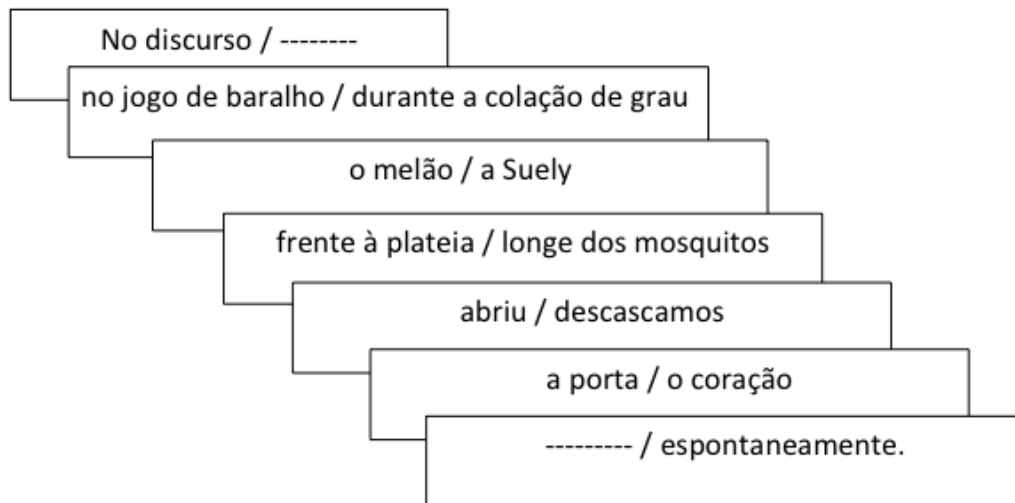 No discurso / --------
no jogo de baralho / durante a colação de grau
o melão / a Suely
frente à plateia / longe dos mosquitos
abriu / descascamos
a porta / o coração
--------- / espontaneamente.